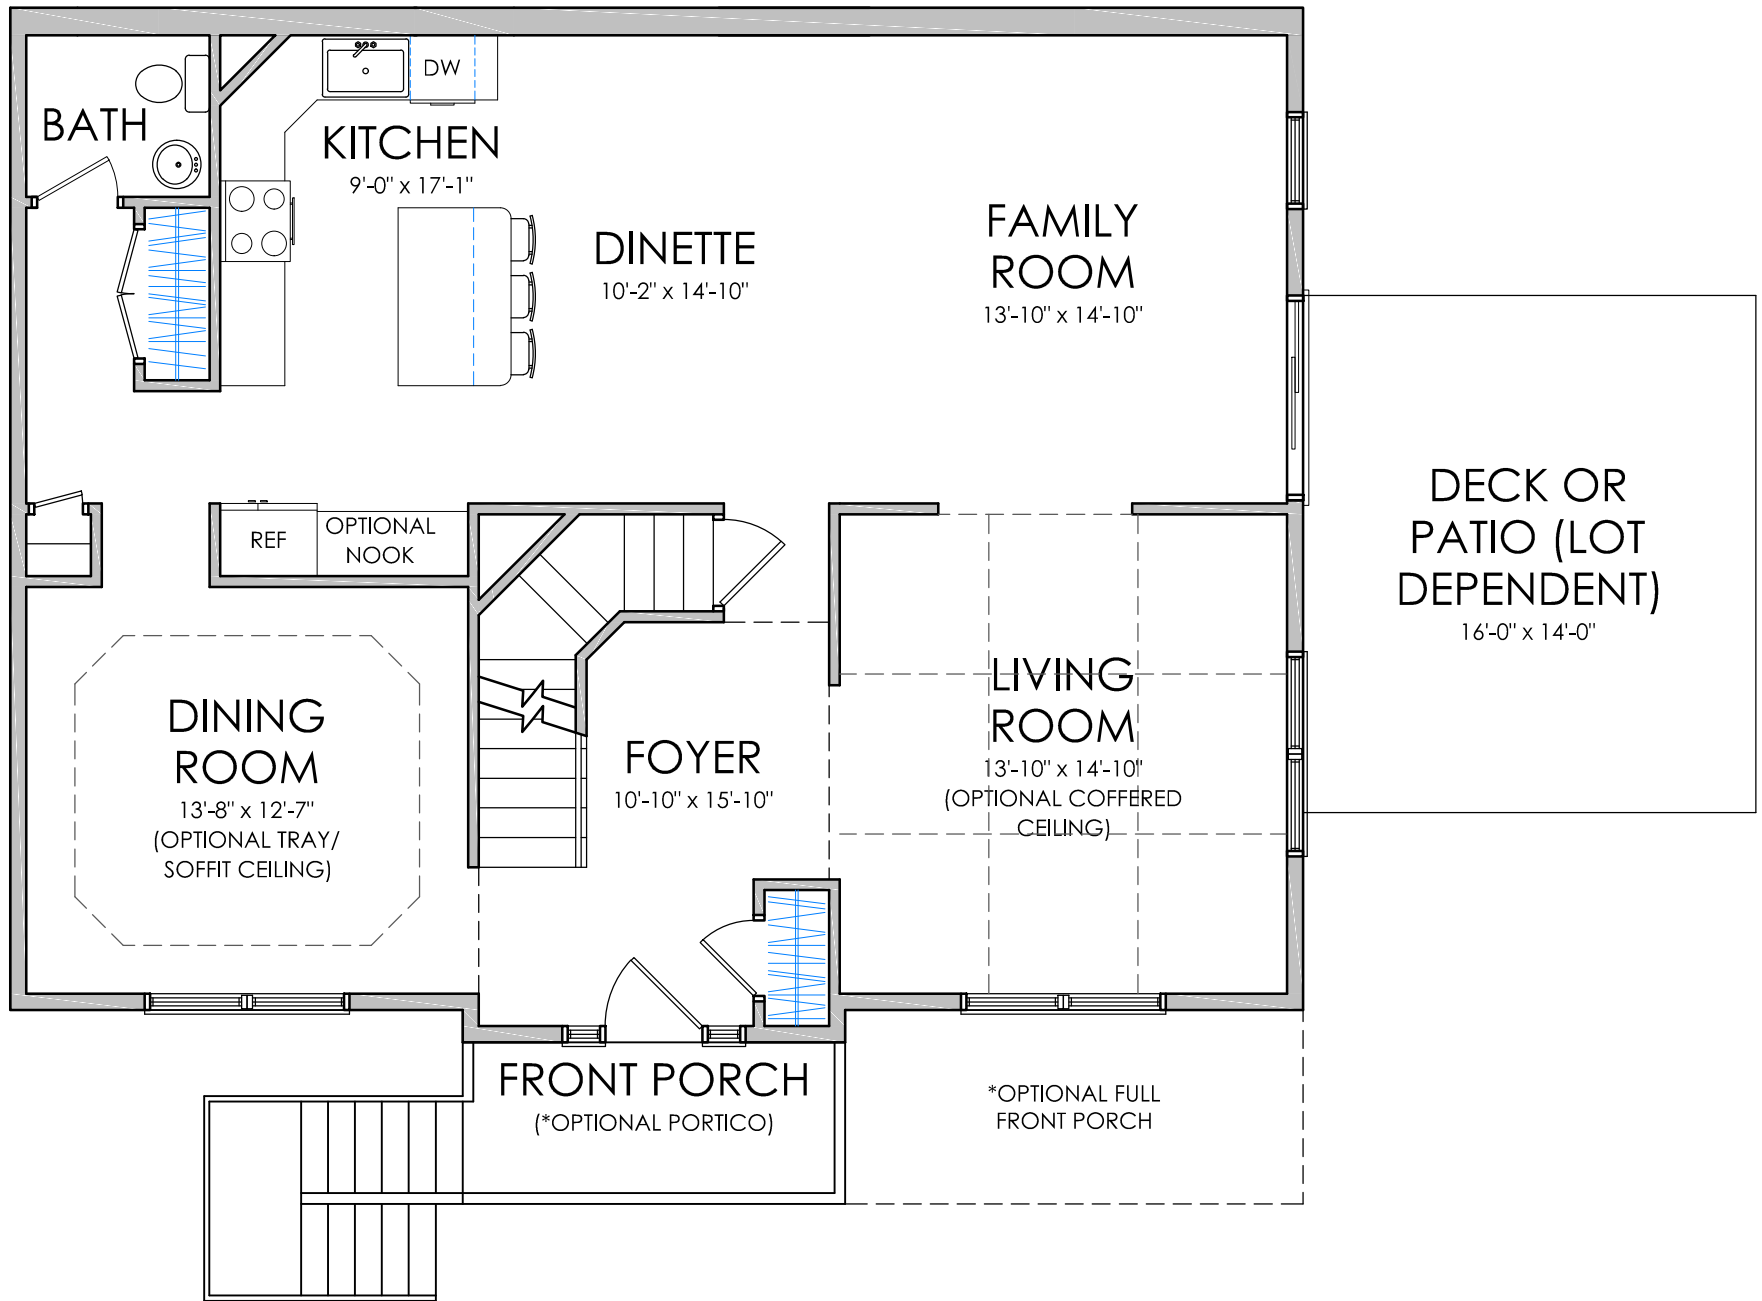 BATH
DW
KITCHEN
9'-0" x 17'-1"
DINETTE
10'-2" x 14'-10"
FAMILY
ROOM
13'-10" x 14'-10"
DECK OR
PATIO (LOT
DEPENDENT)
16'-0" x 14'-0"
REF
OPTIONAL
NOOK
DINING
ROOM
13'-8" x 12'-7"
(OPTIONAL TRAY/
SOFFIT CEILING)
FOYER
10'-10" x 15'-10"
LIVING
ROOM
13'-10" x 14'-10"
(OPTIONAL COFFERED
CEILING)
FRONT PORCH
(*OPTIONAL PORTICO)
*OPTIONAL FULL
FRONT PORCH